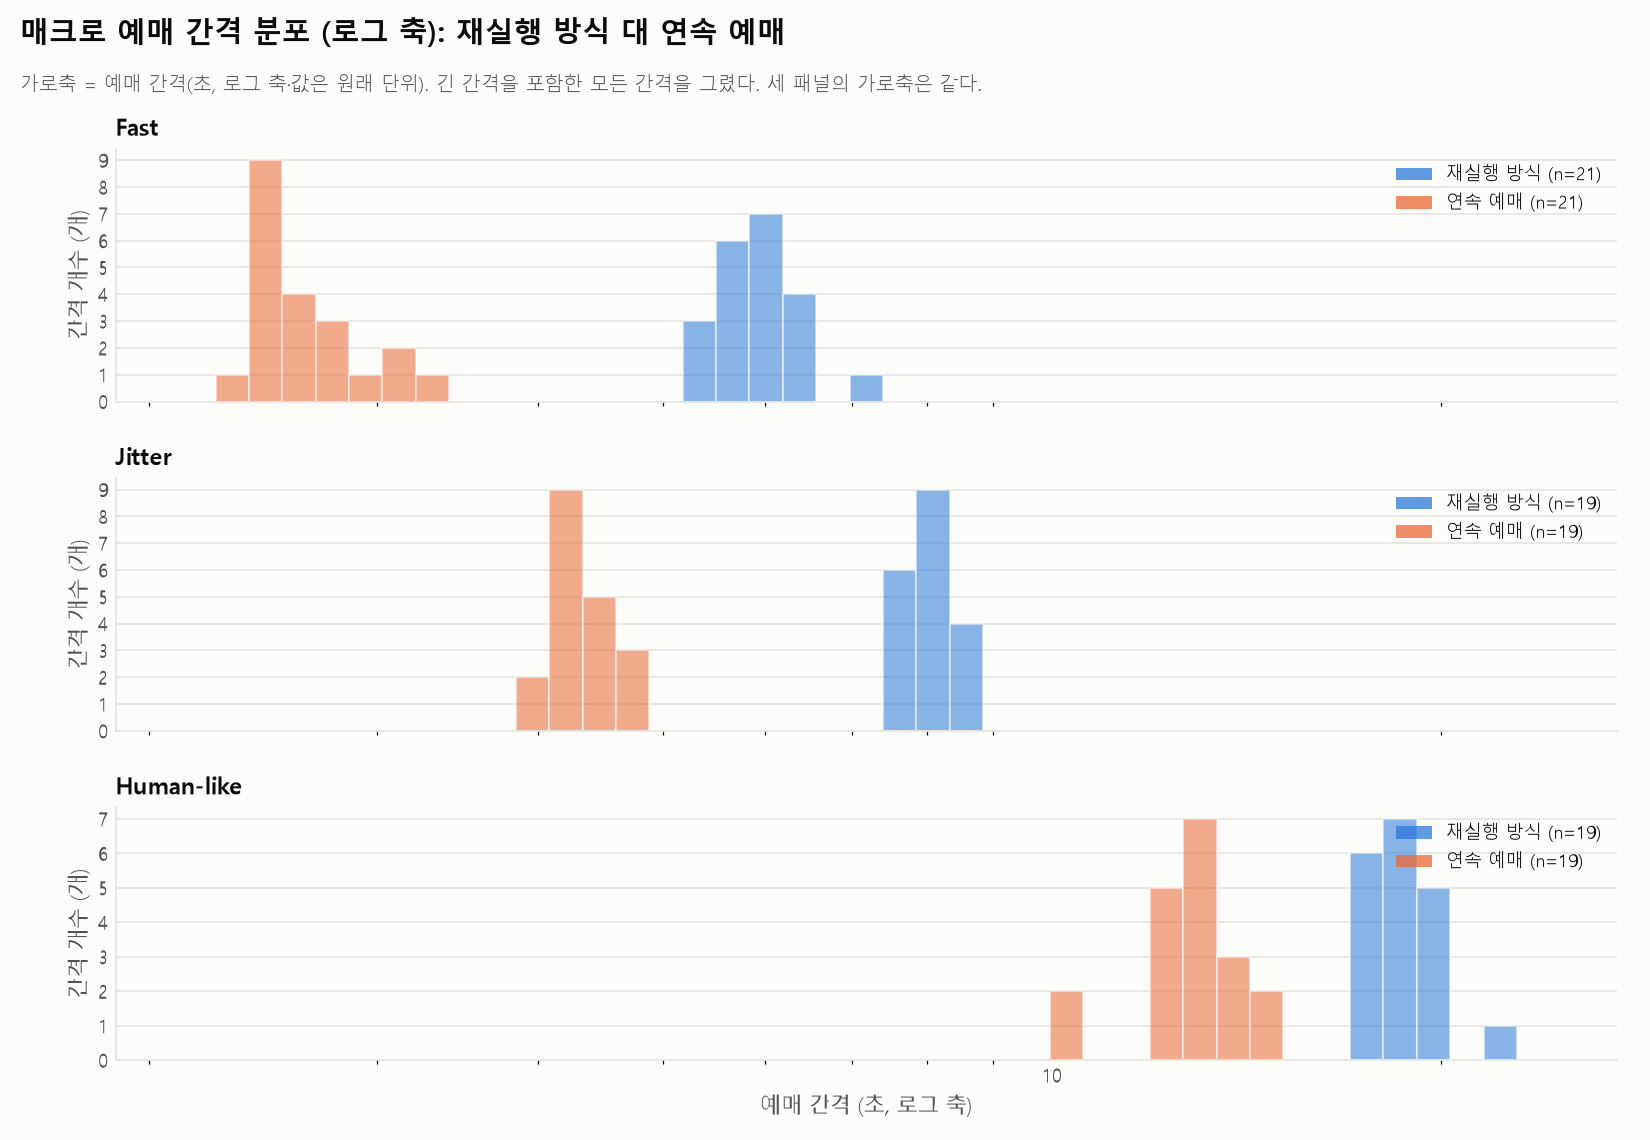 매크로 예매 간격 분포 (로그 축): 재실행 방식 대 연속 예매
가로축 = 예매 간격(초, 로그 축·값은 원래 단위). 긴 간격을 포함한 모든 간격을 그렸다. 세 패널의 가로축은 같다.
Fast
9
8
7
6
5
4
3
2
1
0
간격 개수 (개)
재실행 방식 (n=21)
연속 예매 (n=21)
Jitter
9
8
7
6
5
4
3
2
1
0
간격 개수 (개)
재실행 방식 (n=19)
연속 예매 (n=19)
Human-like
7
6
5
4
3
2
1
0
간격 개수 (개)
재실행 방식 (n=19)
연속 예매 (n=19)
10
예매 간격 (초, 로그 축)